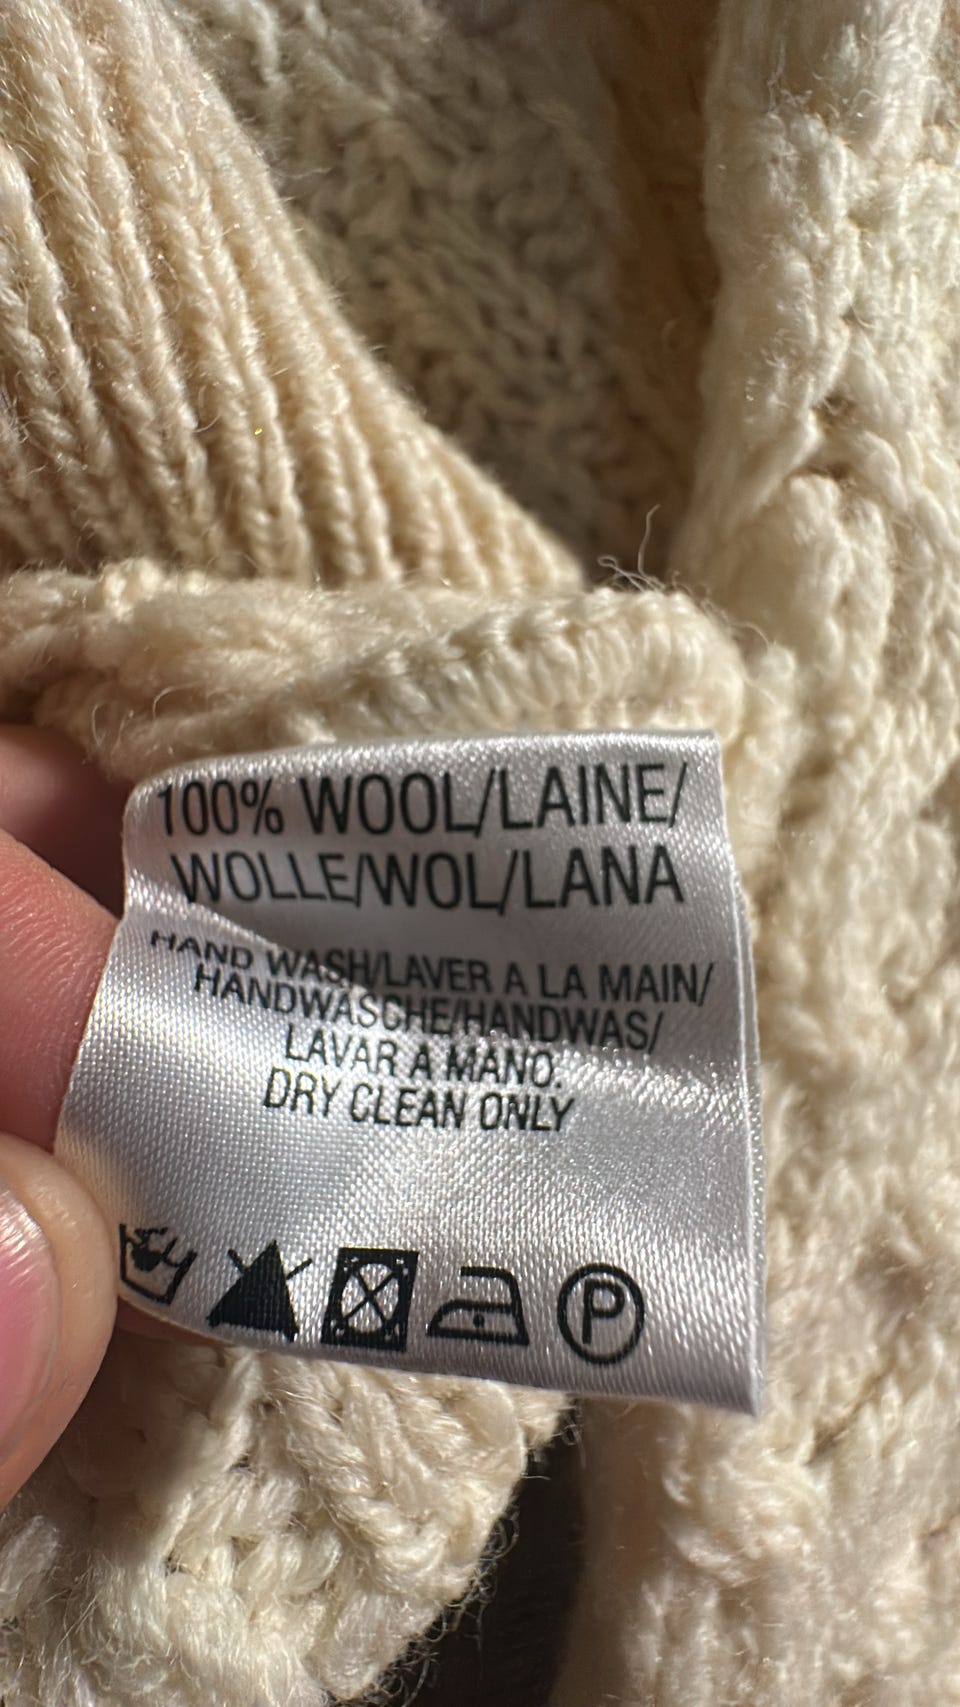 100% WOOL/LAINE/
WOLLE/WOL/LANA
HAND WASH/LAVER A LA MAIN/
HANDWASCHE/HANDWAS/
LAVAR A MANO.
DRY CLEAN ONLY
P